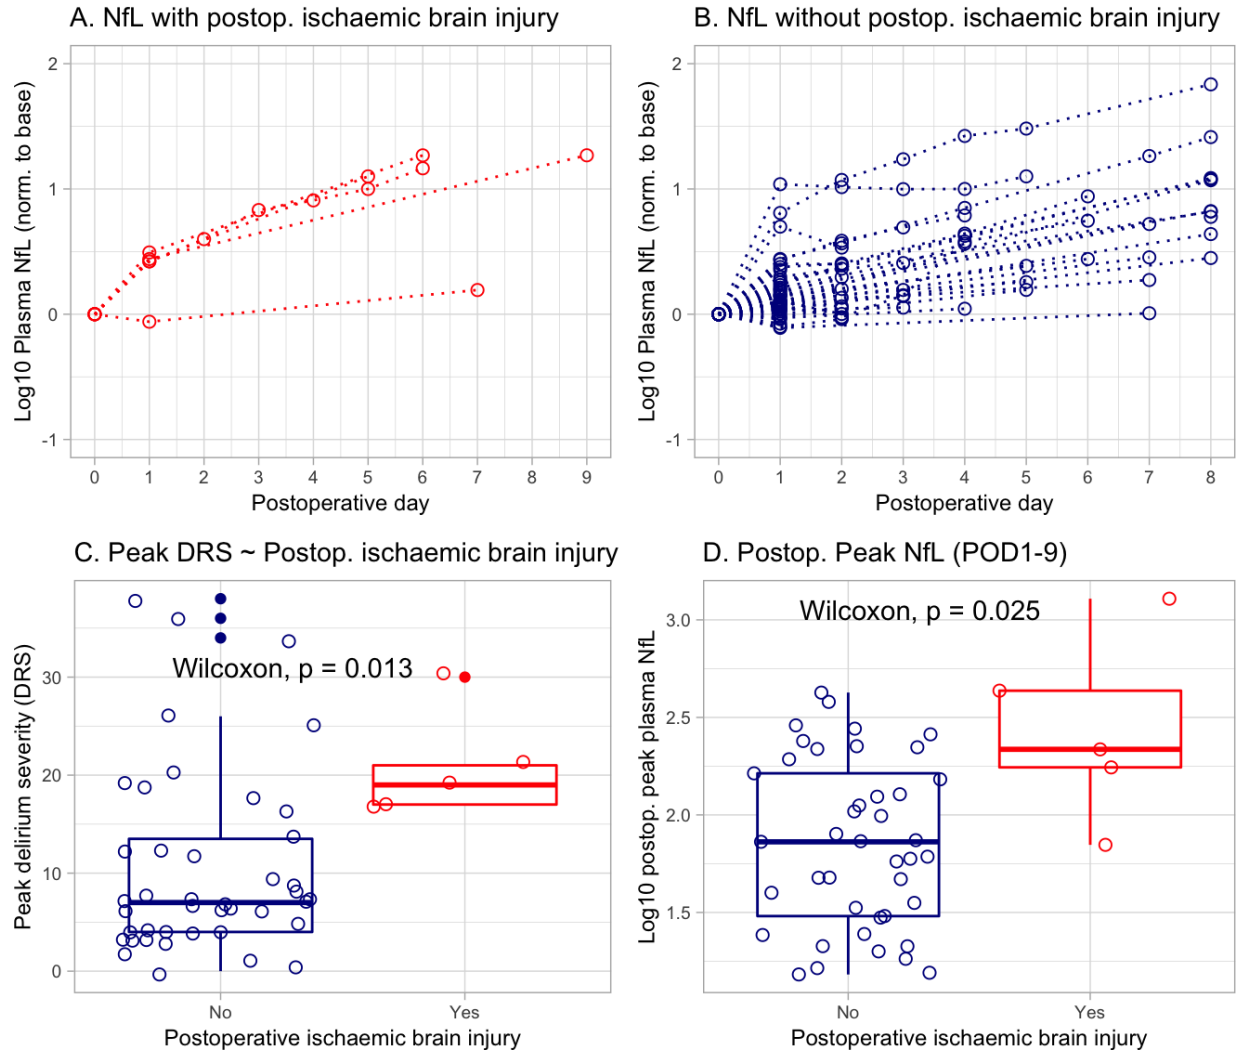 A. NfL with postop. ischaemic brain injury
Log10 Plasma NfL (norm. to base)
2
1
0
-1
0 1 2 3 4 5 6 7 8 9
Postoperative day
B. NfL without postop. ischaemic brain injury
Log10 Plasma NfL (norm. to base)
2
1
0
-1
0 1 2 3 4 5 6 7 8
Postoperative day
C. Peak DRS ~ Postop. ischaemic brain injury
Peak delirium severity (DRS)
Wilcoxon, p = 0.013
30
20
10
0
No Yes
Postoperative ischaemic brain injury
D. Postop. Peak NfL (POD1-9)
Log10 postop. peak plasma NfL
Wilcoxon, p = 0.025
3.0
2.5
2.0
1.5
No Yes
Postoperative ischaemic brain injury